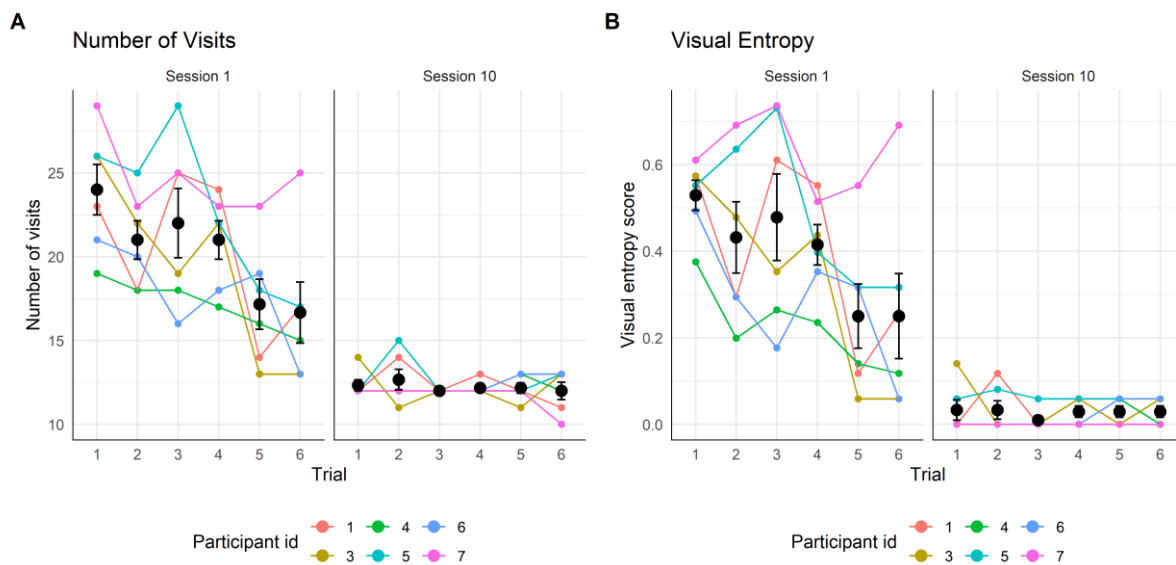 A
Number of Visits
Session 1
Session 10
Number of visits
25
20
15
10
1 2 3 4 5 6
1 2 3 4 5 6
Trial
Participant id
1 4 6
3 5 7
B
Visual Entropy
Session 1
Session 10
Visual entropy score
0.6
0.4
0.2
0.0
1 2 3 4 5 6
1 2 3 4 5 6
Trial
Participant id
1 4 6
3 5 7